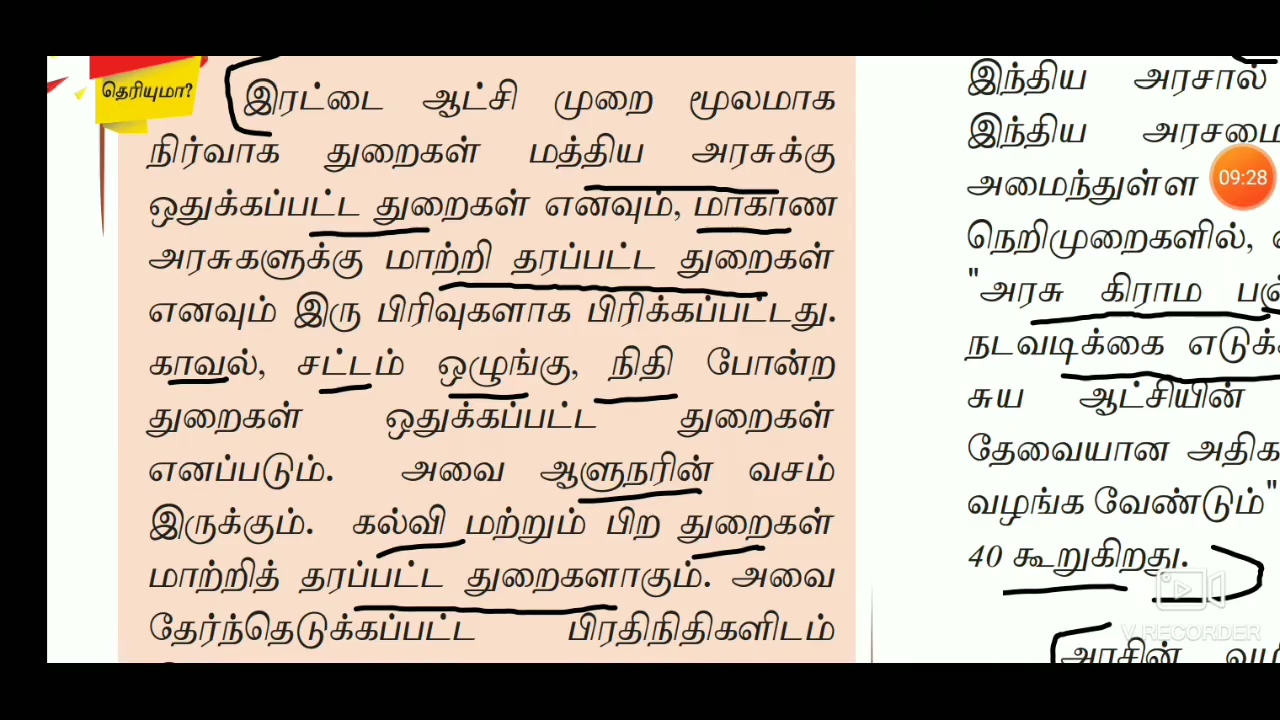 தெரியுமா?
இரட்டை ஆட்சி முறை மூலமாக
நிர்வாக துறைகள் மத்திய அரசுக்கு
ஒதுக்கப்பட்ட துறைகள் எனவும், மாகாண
அரசுகளுக்கு மாற்றி தரப்பட்ட துறைகள்
எனவும் இரு பிரிவுகளாக பிரிக்கப்பட்டது.
காவல், சட்டம் ஒழுங்கு, நிதி போன்ற
துறைகள் ஒதுக்கப்பட்ட துறைகள்
எனப்படும். அவை ஆளுநரின் வசம்
இருக்கும். கல்வி மற்றும் பிற துறைகள்
மாற்றித் தரப்பட்ட துறைகளாகும். அவை
தேர்ந்தெடுக்கப்பட்ட பிரதிநிதிகளிடம்
இந்திய அரசால்
இந்திய
அமைந்துள்ள
நெறிமுறைகளில்,
"அரசு கிராம
நடவடிக்கை
சுய ஆட்சியின்
தேவையான
வழங்க வேண்டும்"
40 கூறுகிறது.
அரசின்
09:28
V RECORDER